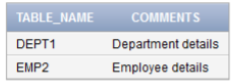 TABLE_NAME COMMENTS
DEPT1 Department details
EMP2 Employee details